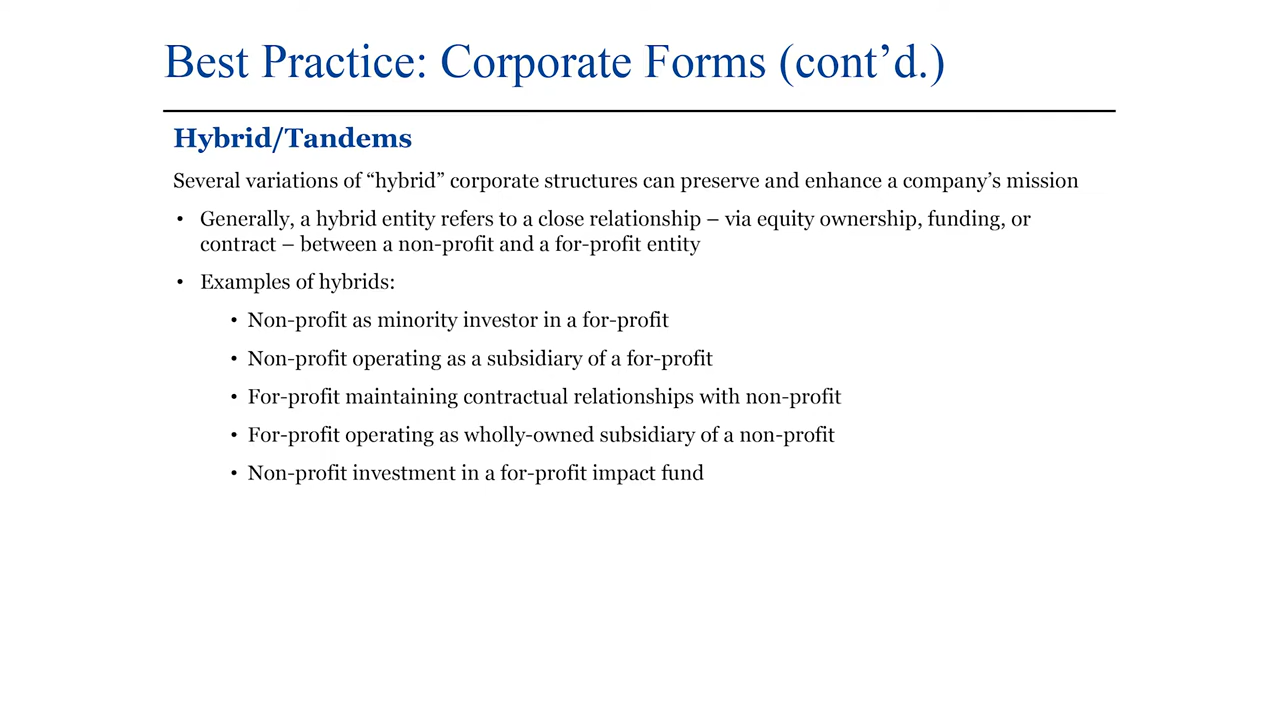 Best Practice: Corporate Forms (cont’d.)
Hybrid/Tandems
Several variations of “hybrid” corporate structures can preserve and enhance a company’s mission
• Generally, a hybrid entity refers to a close relationship – via equity ownership, funding, or
contract – between a non-profit and a for-profit entity
• Examples of hybrids:
• Non-profit as minority investor in a for-profit
• Non-profit operating as a subsidiary of a for-profit
• For-profit maintaining contractual relationships with non-profit
• For-profit operating as wholly-owned subsidiary of a non-profit
• Non-profit investment in a for-profit impact fund